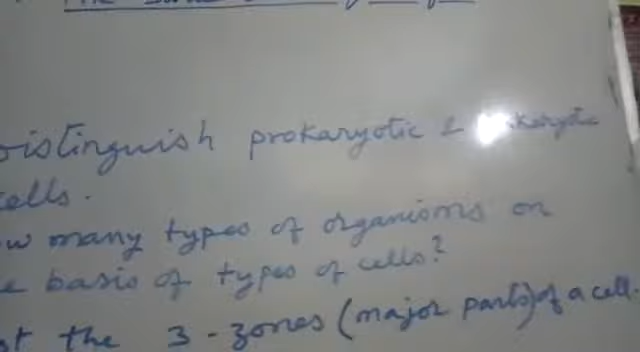 Distinguish prokaryotic & eukaryotic
cells.
many types of organisms on
basis of types of cells?
the 3-zones (major parts) of a cell.